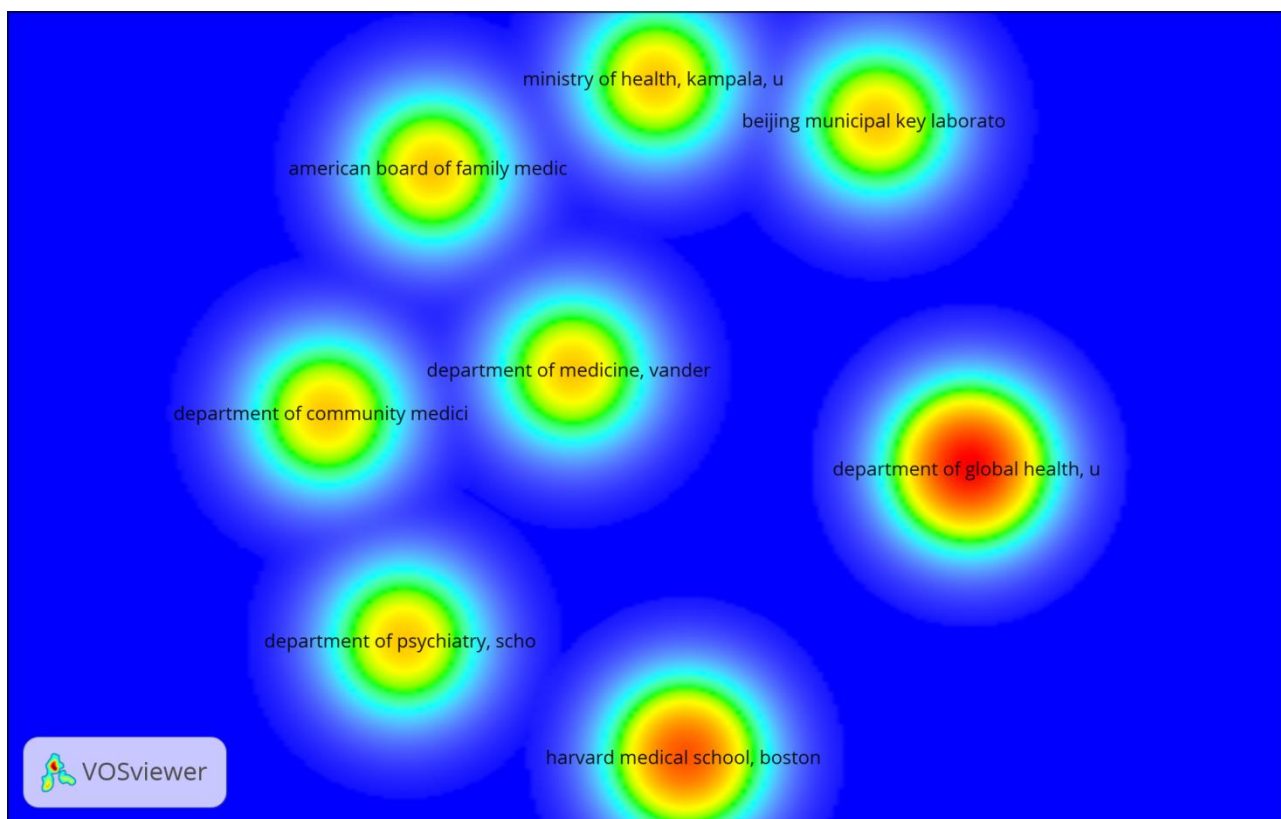 ministry of health, kampala, u
beijing municipal key laborato
american board of family medic
department of medicine, vander
department of community medici
department of global health, u
department of psychiatry, scho
harvard medical school, boston
VOSviewer